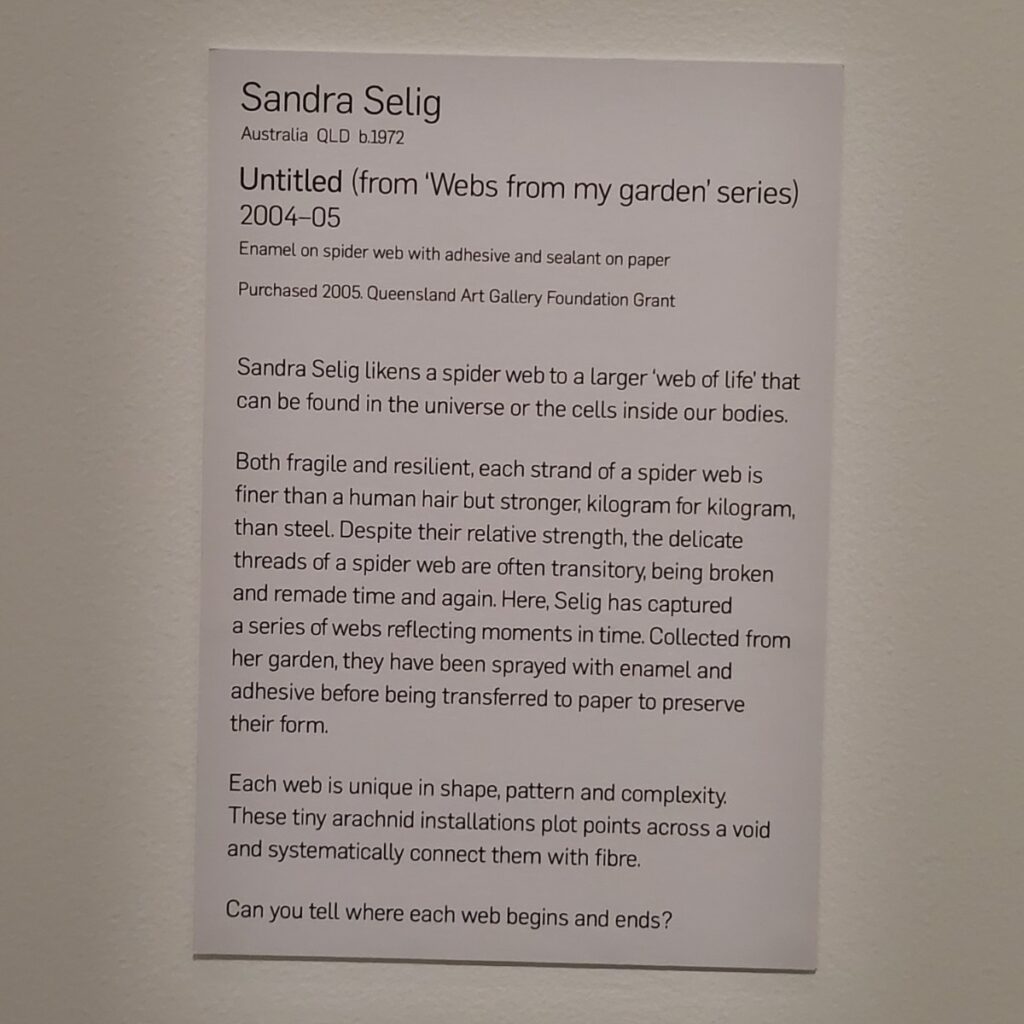 Sandra Selig
Australia QLD b.1972
Untitled (from ‘Webs from my garden’ series)
2004–05
Enamel on spider web with adhesive and sealant on paper
Purchased 2005. Queensland Art Gallery Foundation Grant
Sandra Selig likens a spider web to a larger ‘web of life’ that
can be found in the universe or the cells inside our bodies.
Both fragile and resilient, each strand of a spider web is
finer than a human hair but stronger, kilogram for kilogram,
than steel. Despite their relative strength, the delicate
threads of a spider web are often transitory, being broken
and remade time and again. Here, Selig has captured
a series of webs reflecting moments in time. Collected from
her garden, they have been sprayed with enamel and
adhesive before being transferred to paper to preserve
their form.
Each web is unique in shape, pattern and complexity.
These tiny arachnid installations plot points across a void
and systematically connect them with fibre.
Can you tell where each web begins and ends?